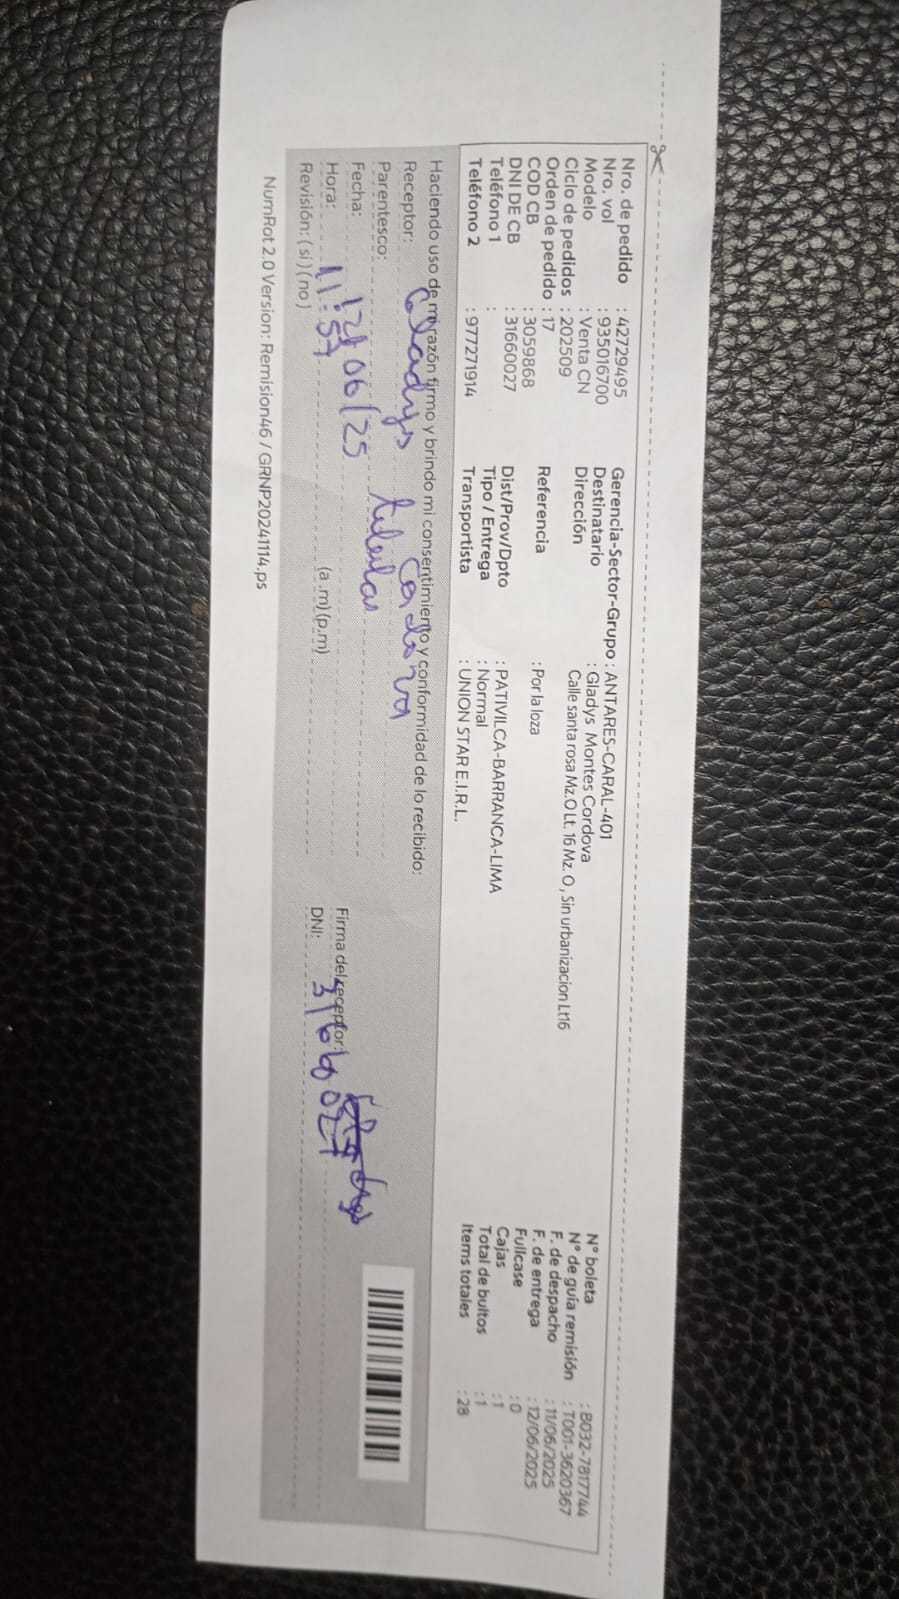 Nro. de pedido : 42729495
Nro. vol : 935016700
Modelo : Venta CN
Ciclo de pedidos : 202509
Orden de pedido : 17
COD CB : 3059868
DNI DE CB : 31660027
Teléfono 1 :
Teléfono 2 : 977271914
Gerencia-Sector-Grupo : ANTARES-CARAL-401
Destinatario : Gladys Montes Cordova
Dirección Calle santa rosa Mz.O Lt. 16 Mz. O , Sin urbanizacion Lt16
Referencia : Por la loza
Dist/Prov/Dpto : PATIVILCA-BARRANCA-LIMA
Tipo / Entrega : Normal
Transportista : UNION STAR E.I.R.L.
N° boleta : B032-7817744
N° de guía remisión : T001-3620367
F. de despacho : 11/06/2025
F. de entrega : 12/06/2025
Fullcase : 0
Cajas : 1
Total de bultos : 1
Items totales : 28
Haciendo uso de mi razón firmo y brindo mi consentimiento y conformidad de lo recibido:
Receptor: Gladys Cordova
Parentesco: titular
Fecha: 12/06/25
Hora: 11:57 (a .m) (p.m)
Revisión: ( si ) ( no )
Firma del receptor: Gladys
DNI: 31660027
NumRot 2.0 Version: Remision46 / GRNP20241114.ps